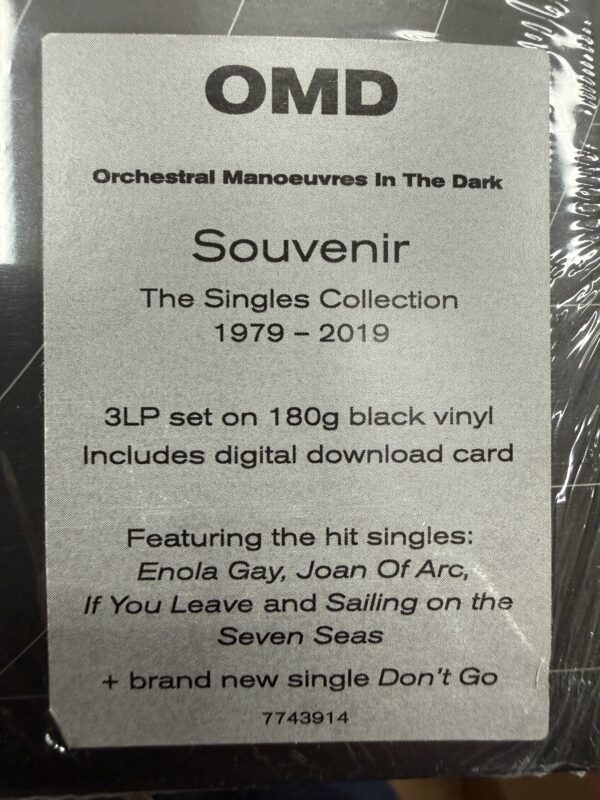 OMD
Orchestral Manoeuvres In The Dark
Souvenir
The Singles Collection
1979 – 2019
3LP set on 180g black vinyl
Includes digital download card
Featuring the hit singles:
Enola Gay, Joan Of Arc,
If You Leave and Sailing on the
Seven Seas
+ brand new single Don't Go
7743914